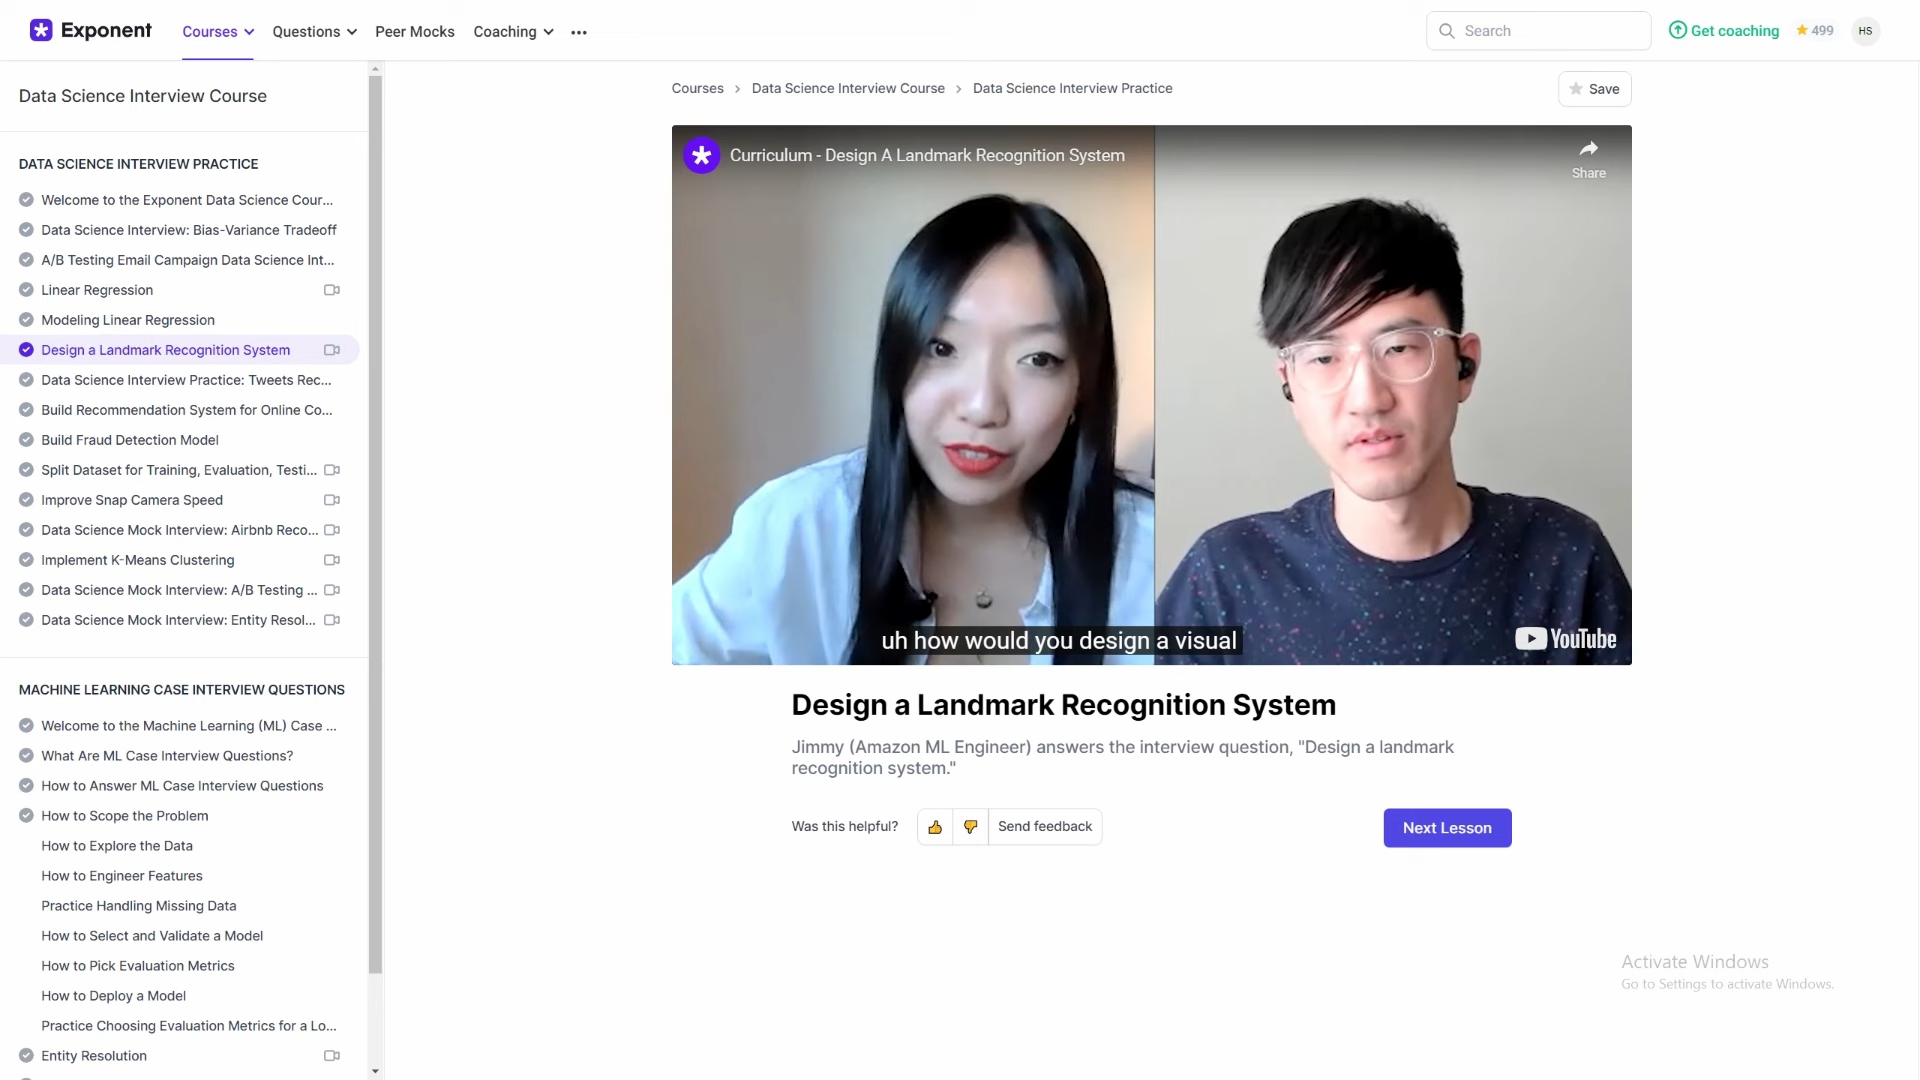 Exponent
Courses
Questions
Peer Mocks
Coaching
Search
Get coaching
499
HS
Data Science Interview Course
DATA SCIENCE INTERVIEW PRACTICE
Welcome to the Exponent Data Science Cour...
Data Science Interview: Bias-Variance Tradeoff
A/B Testing Email Campaign Data Science Int...
Linear Regression
Modeling Linear Regression
Design a Landmark Recognition System
Data Science Interview Practice: Tweets Rec...
Build Recommendation System for Online Co...
Build Fraud Detection Model
Split Dataset for Training, Evaluation, Testi...
Improve Snap Camera Speed
Data Science Mock Interview: Airbnb Reco...
Implement K-Means Clustering
Data Science Mock Interview: A/B Testing ...
Data Science Mock Interview: Entity Resol...
MACHINE LEARNING CASE INTERVIEW QUESTIONS
Welcome to the Machine Learning (ML) Case ...
What Are ML Case Interview Questions?
How to Answer ML Case Interview Questions
How to Scope the Problem
How to Explore the Data
How to Engineer Features
Practice Handling Missing Data
How to Select and Validate a Model
How to Pick Evaluation Metrics
How to Deploy a Model
Practice Choosing Evaluation Metrics for a Lo...
Entity Resolution
Courses > Data Science Interview Course > Data Science Interview Practice
Save
Curriculum - Design A Landmark Recognition System
Share
uh how would you design a visual
YouTube
Design a Landmark Recognition System
Jimmy (Amazon ML Engineer) answers the interview question, "Design a landmark
recognition system."
Was this helpful?
Send feedback
Next Lesson
Activate Windows
Go to Settings to activate Windows.